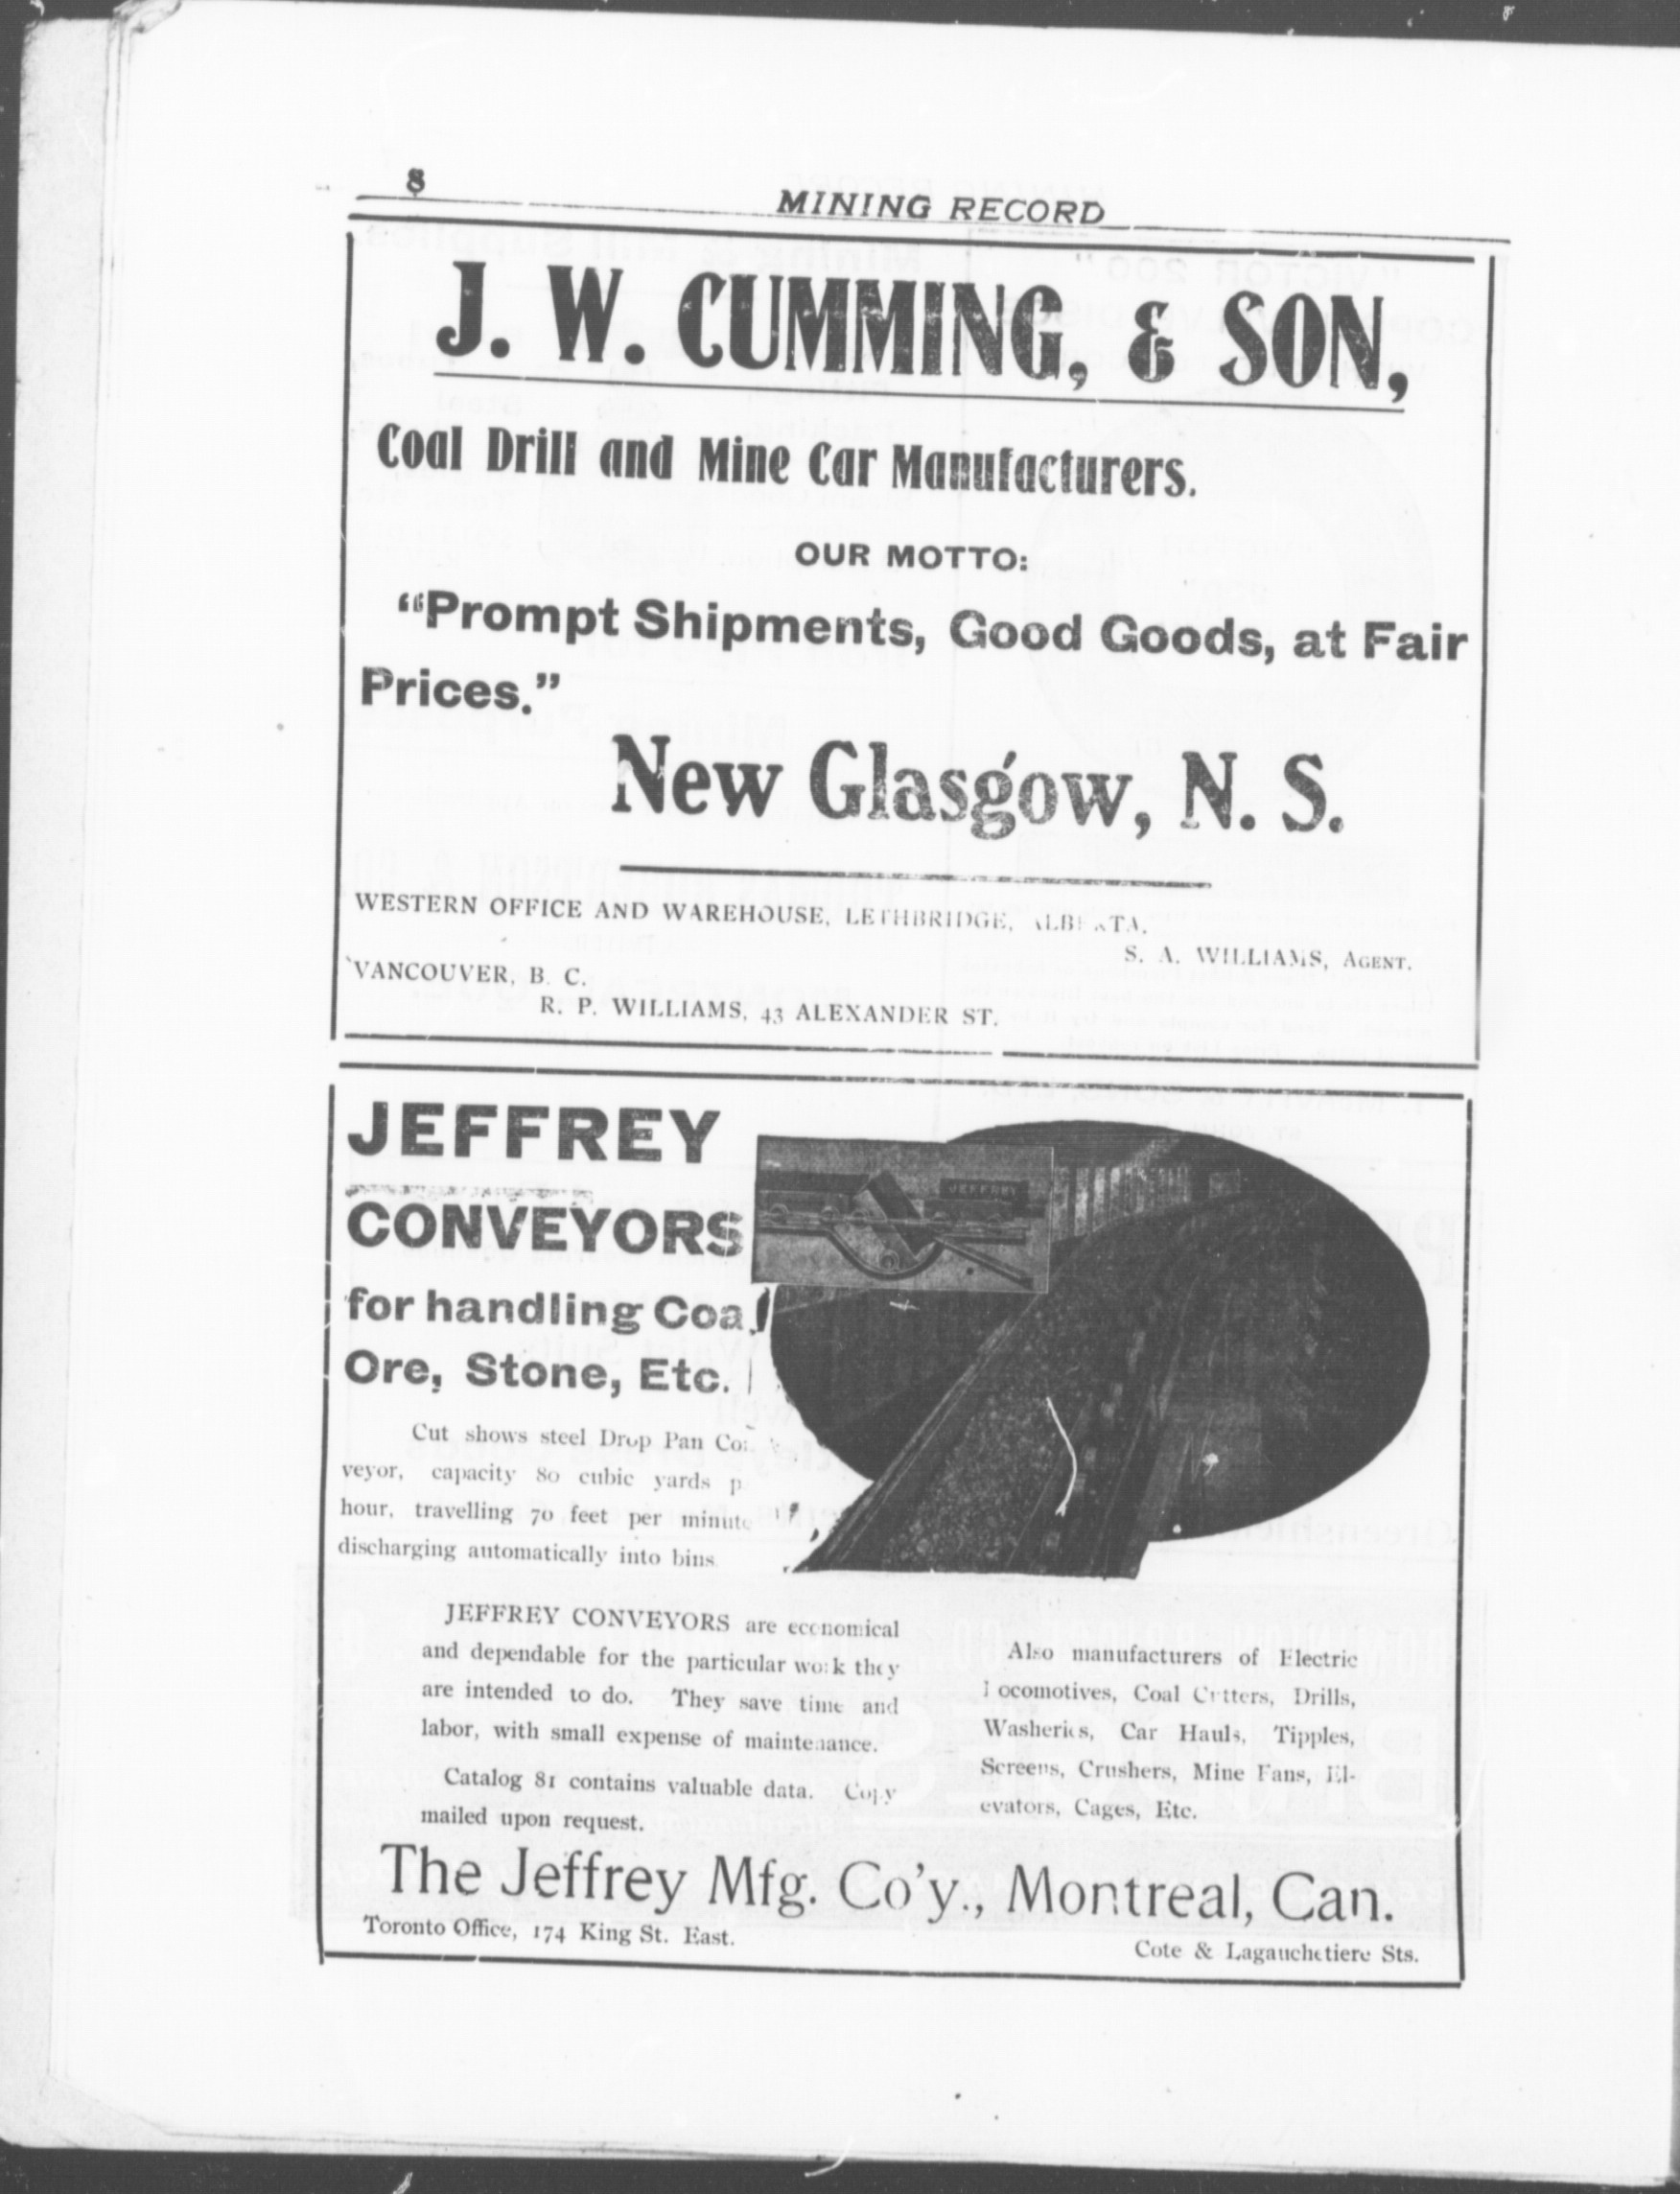 8
MINING RECORD
J. W. CUMMING, & SON,
Coal Drill and Mine Car Manufacturers.
OUR MOTTO:
“Prompt Shipments, Good Goods, at Fair
Prices.”
New Glasgow, N. S.
WESTERN OFFICE AND WAREHOUSE, LETHBRIDGE, ALBERTA.
S. A. WILLIAMS, AGENT.
VANCOUVER, B. C.
R. P. WILLIAMS, 43 ALEXANDER ST.
JEFFREY
CONVEYORS
JEFFREY
for handling Coal
Ore, Stone, Etc.
Cut shows steel Drop Pan Con-
veyor, capacity 80 cubic yards p
hour, travelling 70 feet per minute
discharging automatically into bins
JEFFREY CONVEYORS are economical
and dependable for the particular work they
are intended to do. They save time and
labor, with small expense of maintenance.
Catalog 81 contains valuable data. Copy
mailed upon request.
Also manufacturers of Electric
Locomotives, Coal Cutters, Drills,
Washeries, Car Hauls, Tipples,
Screens, Crushers, Mine Fans, El-
evators, Cages, Etc.
The Jeffrey Mfg. Co’y., Montreal, Can.
Toronto Office, 174 King St. East.
Cote & Lagauchetiere Sts.